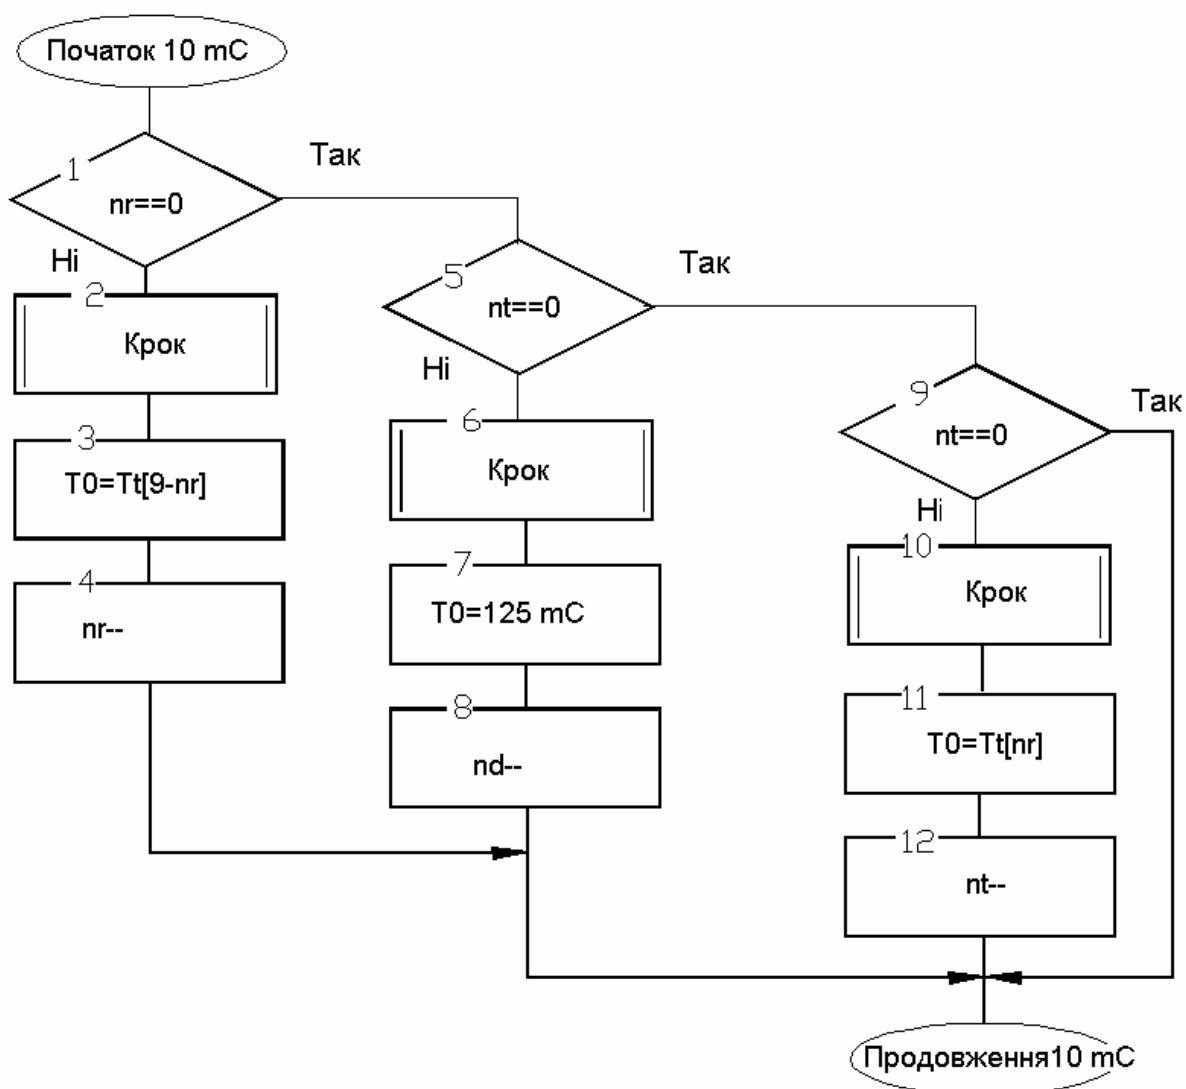 Початок 10 mC
1
nr==0
Так
Ні
2
Крок
3
T0=Tt[9-nr]
4
nr--
5
nt==0
Так
Ні
6
Крок
7
T0=125 mC
8
nd--
9
nt==0
Так
Ні
10
Крок
11
T0=Tt[nr]
12
nt--
Продовження10 mC